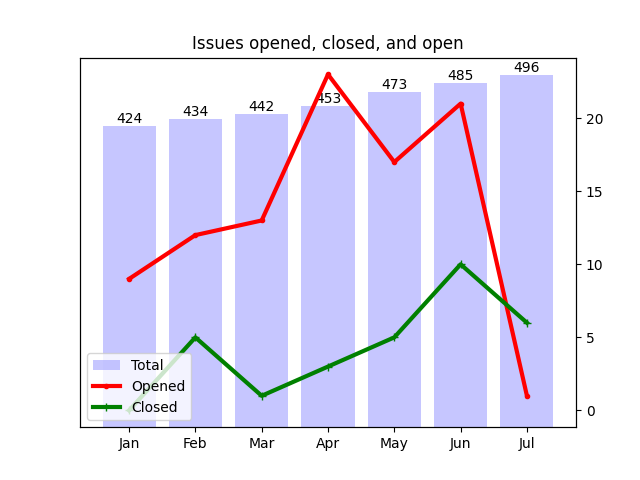 Issues opened, closed, and open
424 434 442 453 473 485 496
20
15
10
5
0
Total
Opened
Closed
Jan Feb Mar Apr May Jun Jul